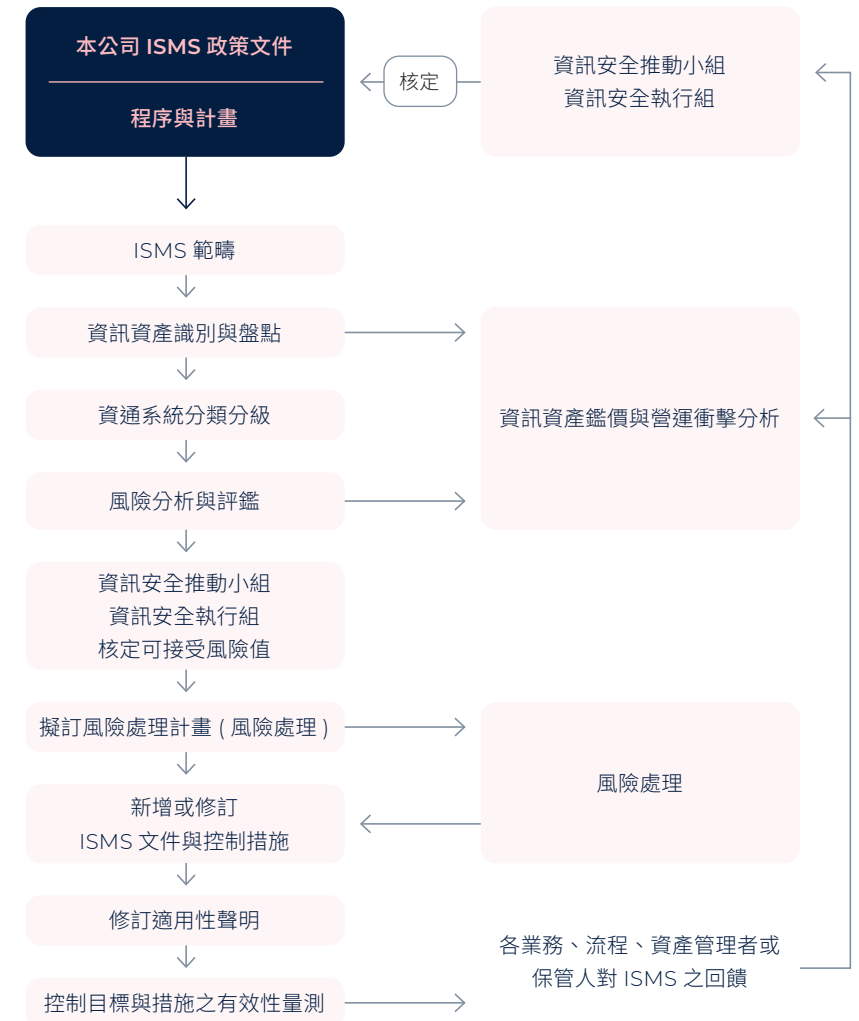 本公司 ISMS 政策文件
程序與計畫
核定
資訊安全推動小組
資訊安全執行組
ISMS 範疇
資訊資產識別與盤點
資通系統分類分級
資訊資產鑑價與營運衝擊分析
風險分析與評鑑
資訊安全推動小組
資訊安全執行組
核定可接受風險值
擬訂風險處理計畫 ( 風險處理 )
風險處理
新增或修訂
ISMS 文件與控制措施
修訂適用性聲明
控制目標與措施之有效性量測
各業務、流程、資產管理者或
保管人對 ISMS 之回饋